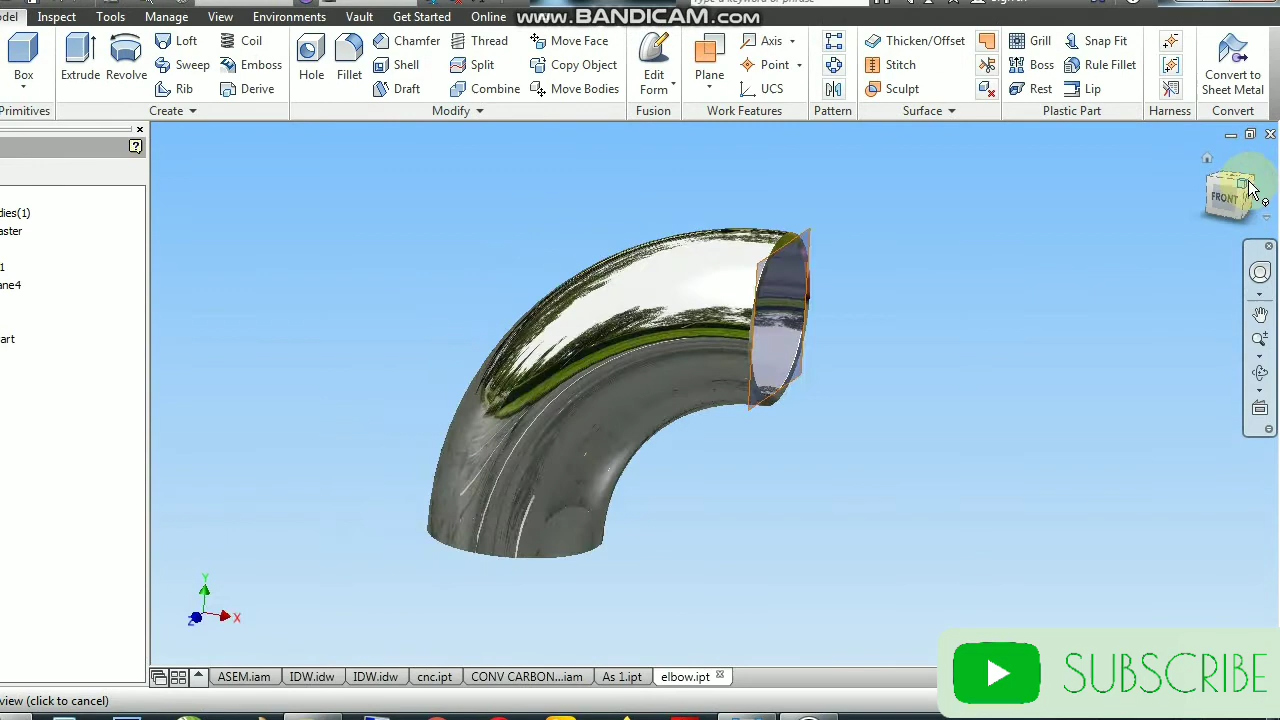 www.BANDICAM.com
Inspect Tools Manage View Environments Vault Get Started Online
Loft Coil Chamfer Thread Move Face Axis Thicken/Offset Grill Snap Fit
Box Extrude Revolve Sweep Emboss Hole Fillet Shell Split Copy Object Edit Form Plane Point Stitch Boss Rule Fillet Convert to Sheet Metal
Rib Derive Draft Combine Move Bodies UCS Sculpt Rest Lip
Primitives Create Modify Fusion Work Features Pattern Surface Plastic Part Harness Convert
dies(1)
aster
1
ane4
art
FRONT
Y
Z X
ASEM.iam IDW.idw IDW.idw cnc.ipt CONV CARBON...iam As 1.ipt elbow.ipt
view (click to cancel)
SUBSCRIBE